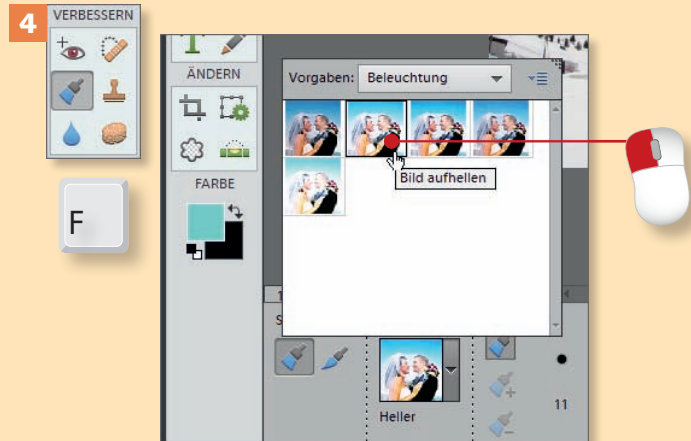 4
VERBESSERN
F
T
ÄNDERN
FARBE
Vorgaben: Beleuchtung
Bild aufhellen
Heller
11